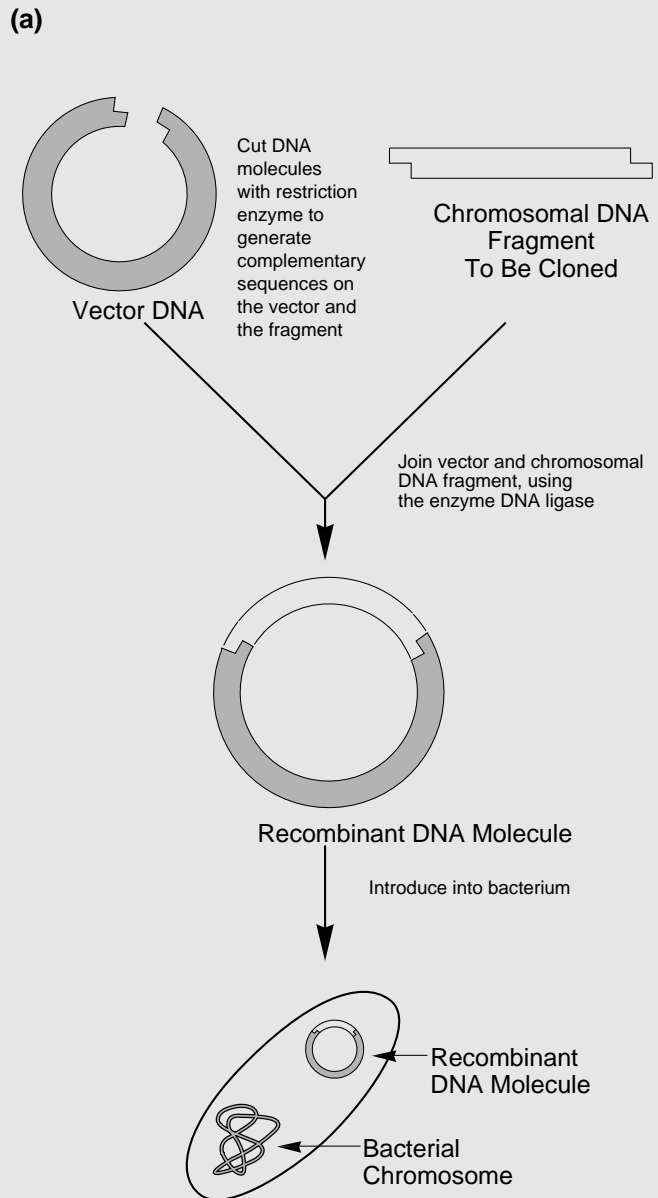 (a)
Cut DNA
molecules
with restriction
enzyme to
generate
complementary
sequences on
the vector and
the fragment
Vector DNA
Chromosomal DNA
Fragment
To Be Cloned
Join vector and chromosomal
DNA fragment, using
the enzyme DNA ligase
Recombinant DNA Molecule
Introduce into bacterium
Recombinant
DNA Molecule
Bacterial
Chromosome